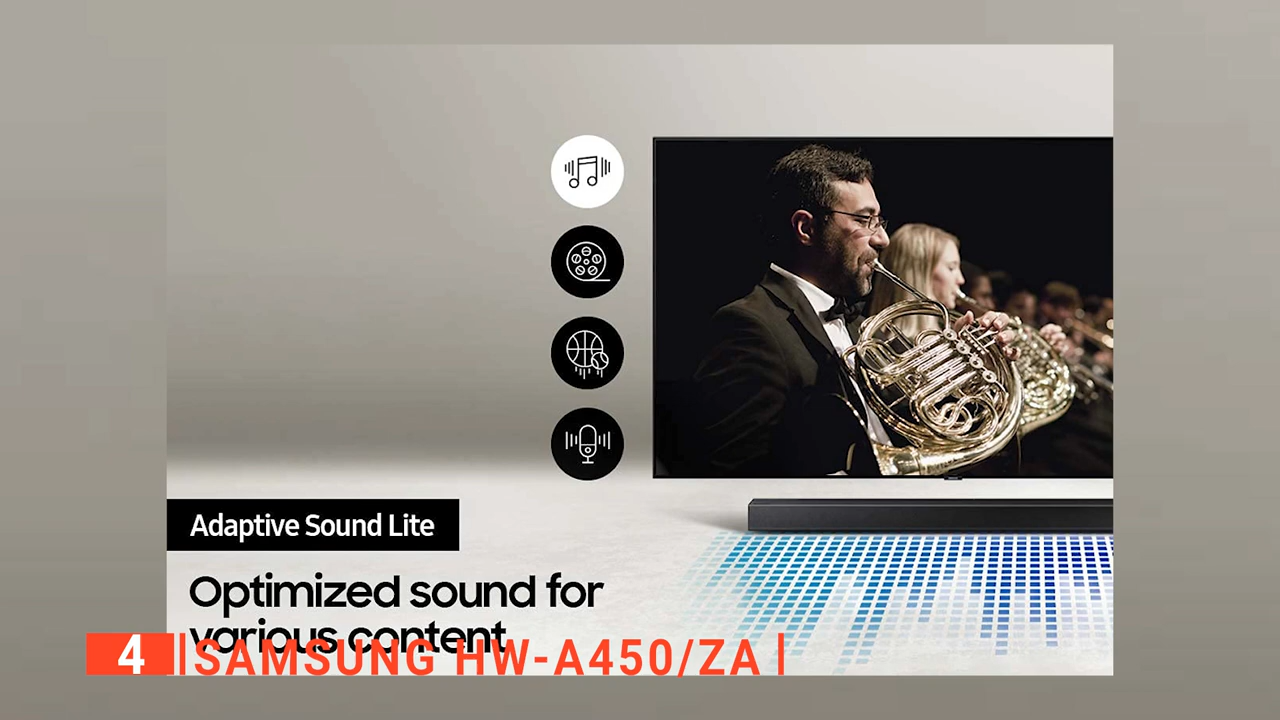 Adaptive Sound Lite
Optimized sound for
various content
4
SAMSUNG HW-A450/ZA